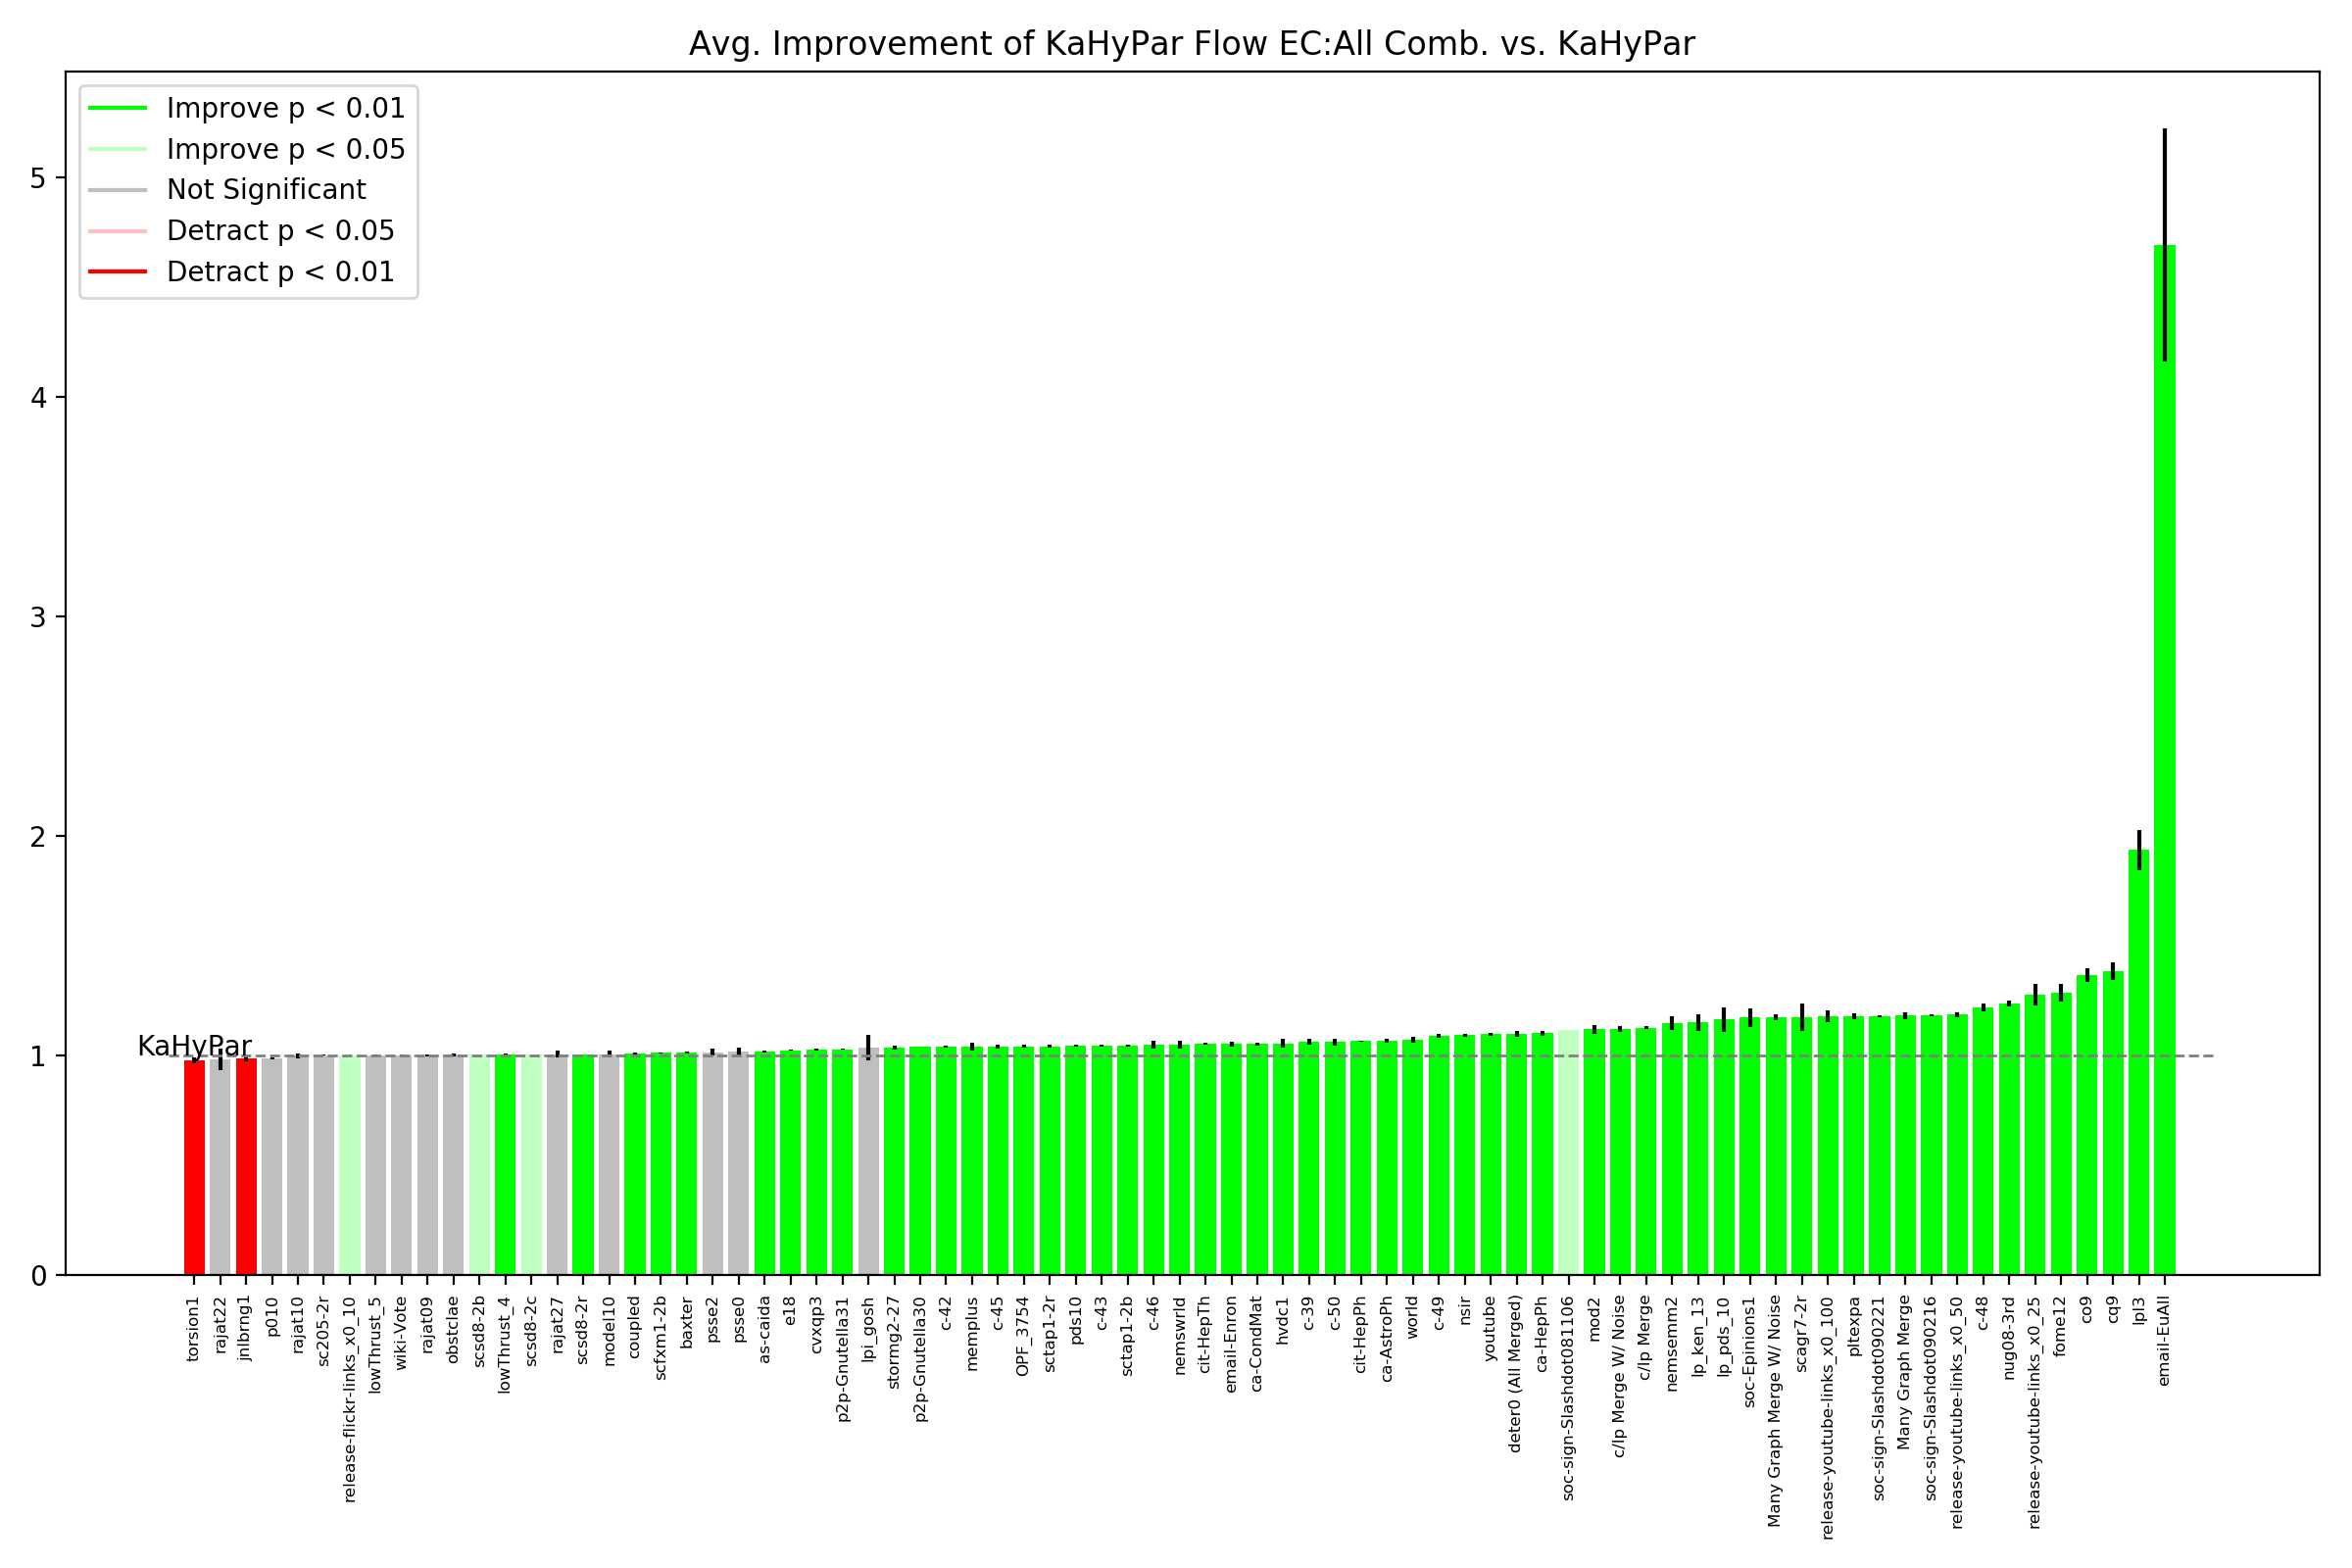 Avg. Improvement of KaHyPar Flow EC:All Comb. vs. KaHyPar
Improve p < 0.01
Improve p < 0.05
Not Significant
Detract p < 0.05
Detract p < 0.01
5
4
3
2
1
0
KaHyPar
torsion1
rajat22
jnlbrng1
p010
rajat10
sc205-2r
release-flickr-links_x0_10
lowThrust_5
wiki-Vote
rajat09
obstclae
scsd8-2b
lowThrust_4
scsd8-2c
rajat27
scsd8-2r
model10
coupled
scfxm1-2b
baxter
psse2
psse0
as-caida
e18
cvxqp3
p2p-Gnutella31
lpi_gosh
stormg2-27
p2p-Gnutella30
c-42
memplus
c-45
OPF_3754
sctap1-2r
pds10
c-43
sctap1-2b
c-46
nemswrld
cit-HepTh
email-Enron
ca-CondMat
hvdc1
c-39
c-50
cit-HepPh
ca-AstroPh
world
c-49
nsir
youtube
deter0 (All Merged)
ca-HepPh
soc-sign-Slashdot081106
mod2
c/lp Merge W/ Noise
c/lp Merge
nemsemm2
lp_ken_13
lp_pds_10
soc-Epinions1
Many Graph Merge W/ Noise
scagr7-2r
release-youtube-links_x0_100
pltexpa
soc-sign-Slashdot090221
Many Graph Merge
soc-sign-Slashdot090216
release-youtube-links_x0_50
c-48
nug08-3rd
release-youtube-links_x0_25
fome12
co9
cq9
lpl3
email-EuAll